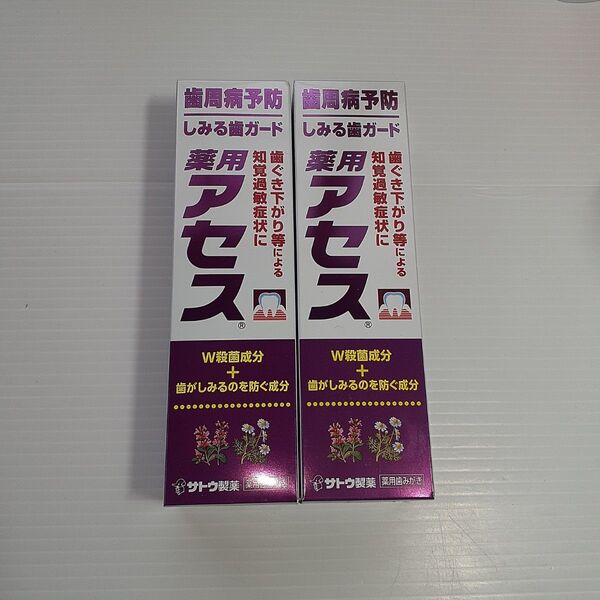 歯周病予防
しみる歯ガード
薬用
アセス®
歯ぐき下がり等による
知覚過敏症状に
W殺菌成分
+
歯がしみるのを防ぐ成分
サトウ製薬
歯周病予防
しみる歯ガード
薬用
アセス®
歯ぐき下がり等による
知覚過敏症状に
W殺菌成分
+
歯がしみるのを防ぐ成分
サトウ製薬
薬用歯みがき